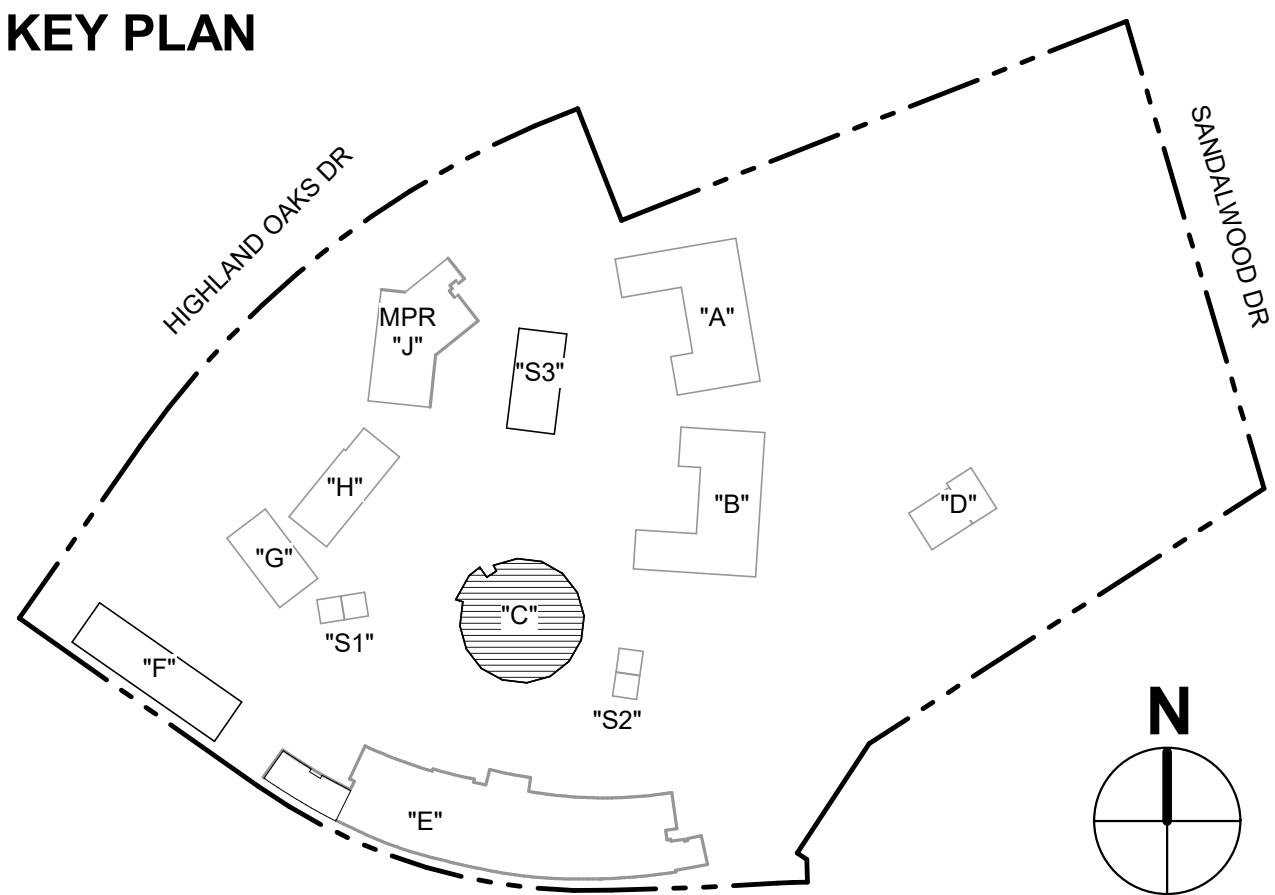 KEY PLAN
HIGHLAND OAKS DR
SANDALWOOD DR
MPR
"J"
"S3"
"A"
"H"
"B"
"D"
"G"
"C"
"S1"
"F"
"S2"
"E"
N